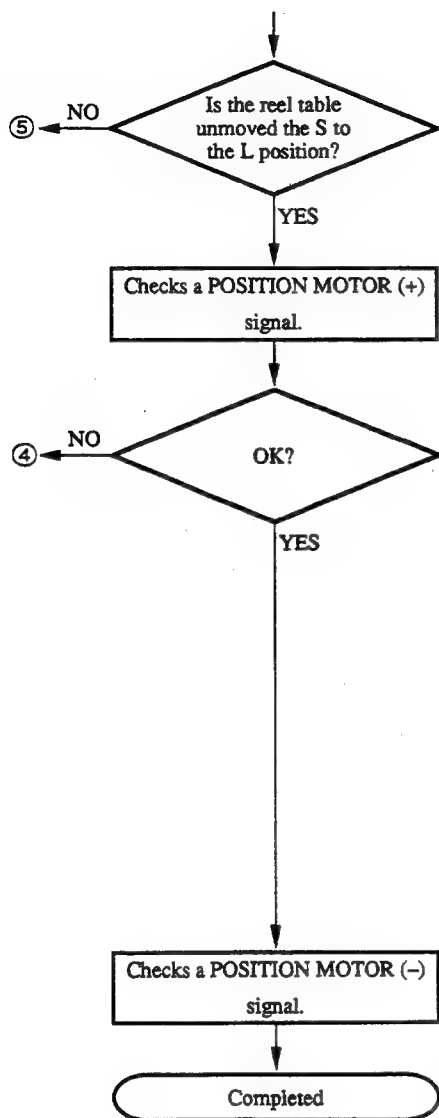 Is the reel table
unmoved the S to
the L position?
NO
⑤
YES
Checks a POSITION MOTOR (+)
signal.
NO
④
OK?
YES
Checks a POSITION MOTOR (−)
signal.
Completed